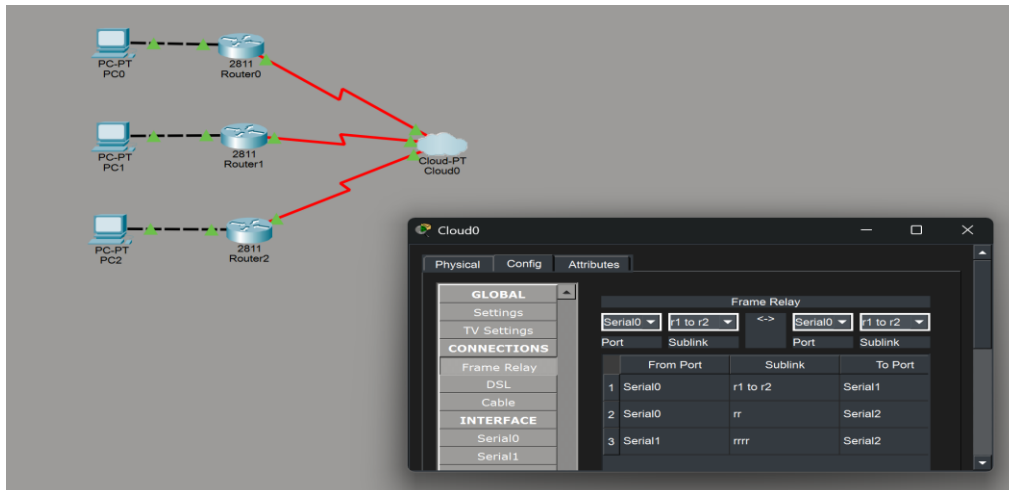 PC-PT
PC0
2811
Router0
PC-PT
PC1
2811
Router1
Cloud-PT
Cloud0
PC-PT
PC2
2811
Router2
Cloud0
Physical Config Attributes
GLOBAL
Settings
TV Settings
CONNECTIONS
Frame Relay
DSL
Cable
INTERFACE
Serial0
Serial1
Frame Relay
Serial0 r1 to r2 <-> Serial0 r1 to r2
Port Sublink Port Sublink
From Port Sublink To Port
1 Serial0 r1 to r2 Serial1
2 Serial0 rr Serial2
3 Serial1 rrrr Serial2